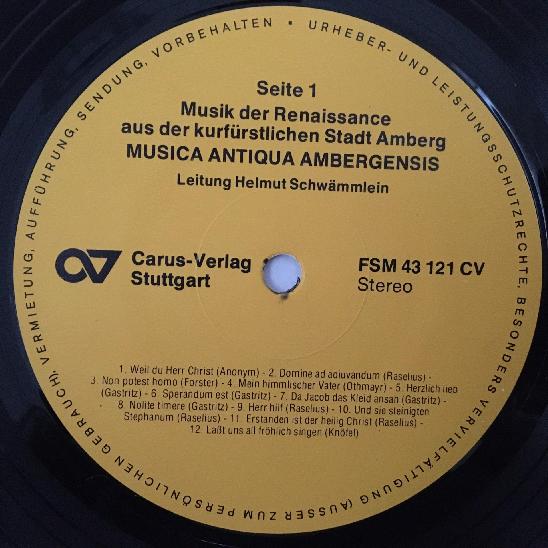 URHEBER- UND LEISTUNGSSCHUTZRECHTE, BESONDERS VERVIELFÄLTIGUNG (AUSSER ZUM PERSÖNLICHEN GEBRAUCH), VERMIETUNG, AUFFÜHRUNG, SENDUNG, VORBEHALTEN •
Seite 1
Musik der Renaissance
aus der kurfürstlichen Stadt Amberg
MUSICA ANTIQUA AMBERGENSIS
Leitung Helmut Schwämmlein
Carus-Verlag
Stuttgart
FSM 43 121 CV
Stereo
1. Weil du Herr Christ (Anonym) - 2. Domine ad adiuvandum (Raselius) -
3. Non potest homo (Forster) - 4. Mein himmlischer Vater (Othmayr) - 5. Herzlich lieb
(Gastritz) - 6. Sperandum est (Gastritz) - 7. Da Jacob das Kleid ansah (Gastritz) -
8. Nolite timere (Gastritz) - 9. Herr hilf (Raselius) - 10. Und sie steinigten
Stephanum (Raselius) - 11. Erstanden ist der heilig Christ (Raselius) -
12. Laßt uns all fröhlich singen (Knöfel)